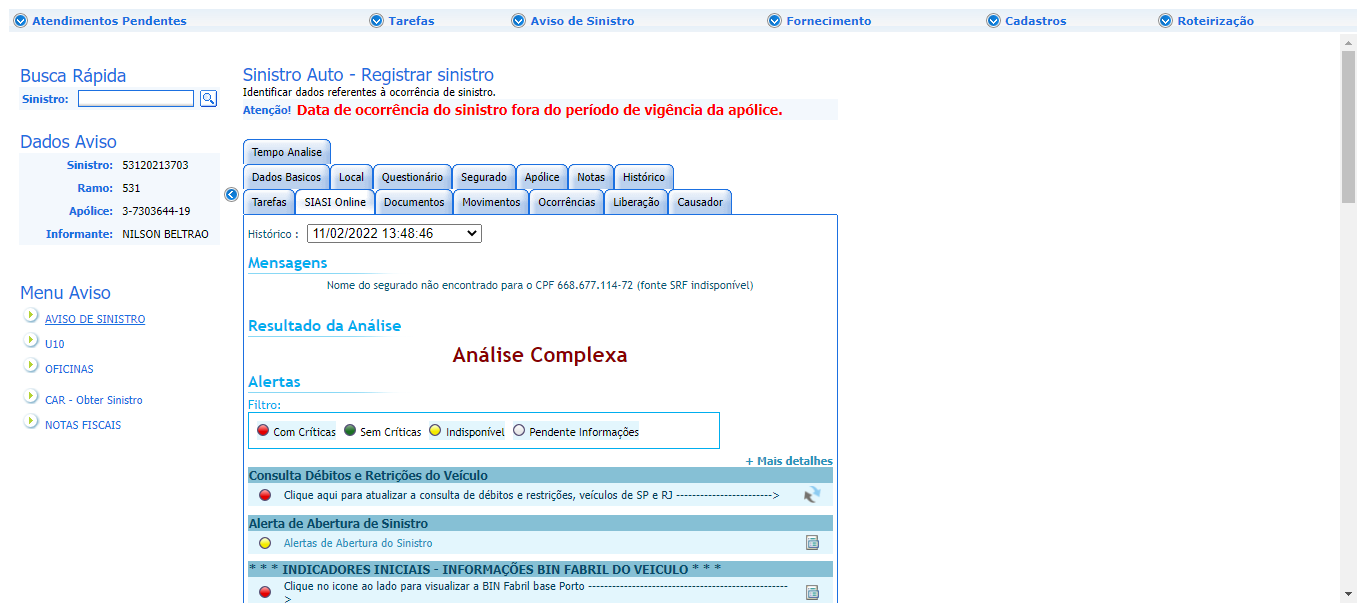 Atendimentos Pendentes Tarefas Aviso de Sinistro Fornecimento Cadastros Roteirização
Busca Rápida
Sinistro:
Dados Aviso
Sinistro: 53120213703
Ramo: 531
Apólice: 3-7303644-19
Informante: NILSON BELTRAO
Menu Aviso
AVISO DE SINISTRO
U10
OFICINAS
CAR - Obter Sinistro
NOTAS FISCAIS
Sinistro Auto - Registrar sinistro
Identificar dados referentes à ocorrência de sinistro.
Atenção! Data de ocorrência do sinistro fora do período de vigência da apólice.
Tempo Analise
Dados Basicos Local Questionário Segurado Apólice Notas Histórico
Tarefas SIASI Online Documentos Movimentos Ocorrências Liberação Causador
Histórico : 11/02/2022 13:48:46
Mensagens
Nome do segurado não encontrado para o CPF 668.677.114-72 (fonte SRF indisponível)
Resultado da Análise
Análise Complexa
Alertas
Filtro:
Com Críticas Sem Críticas Indisponível Pendente Informações
+ Mais detalhes
Consulta Débitos e Retrições do Veículo
Clique aqui para atualizar a consulta de débitos e restrições, veículos de SP e RJ ------------------------>
Alerta de Abertura de Sinistro
Alertas de Abertura do Sinistro
* * * INDICADORES INICIAIS - INFORMAÇÕES BIN FABRIL DO VEICULO * * *
Clique no icone ao lado para visualizar a BIN Fabril base Porto --------------------------------------------------
>